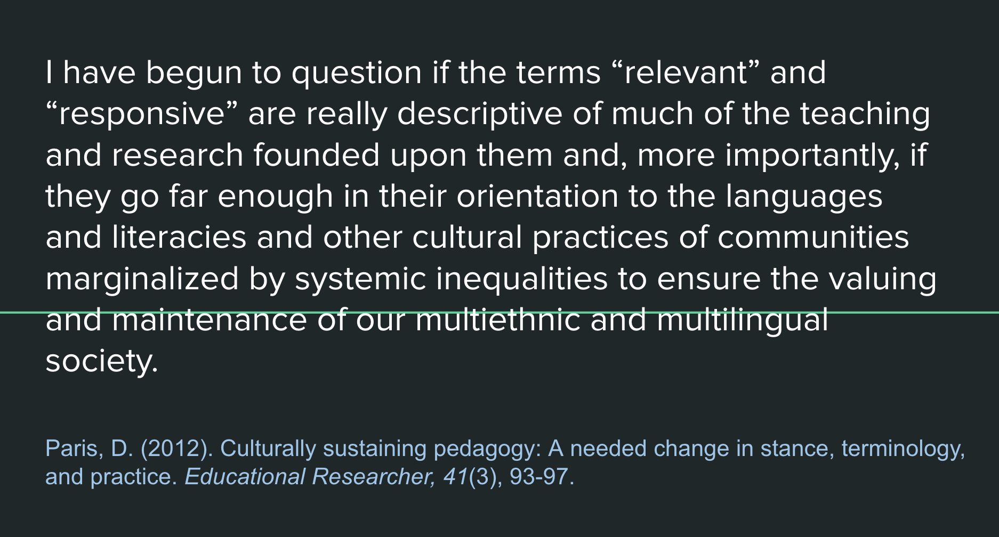 I have begun to question if the terms “relevant” and
“responsive” are really descriptive of much of the teaching
and research founded upon them and, more importantly, if
they go far enough in their orientation to the languages
and literacies and other cultural practices of communities
marginalized by systemic inequalities to ensure the valuing
and maintenance of our multiethnic and multilingual
society.
Paris, D. (2012). Culturally sustaining pedagogy: A needed change in stance, terminology,
and practice. Educational Researcher, 41(3), 93-97.